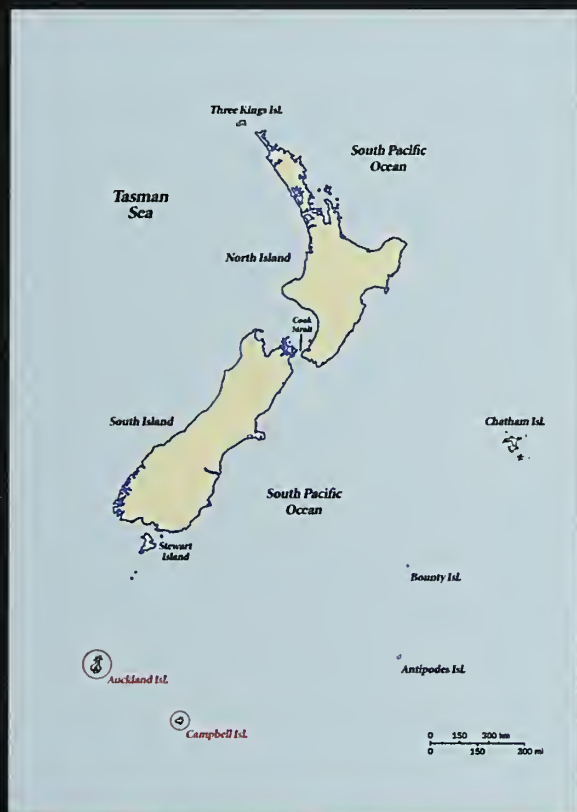 Three Kings Isl.
South Pacific
Ocean
Tasman
Sea
North Island
Cook
Strait
South Island
Chatham Isl.
South Pacific
Ocean
Stewart
Island
Bounty Isl.
Auckland Isl.
Antipodes Isl.
Campbell Isl.
0 150 300 km
0 150 300 mi